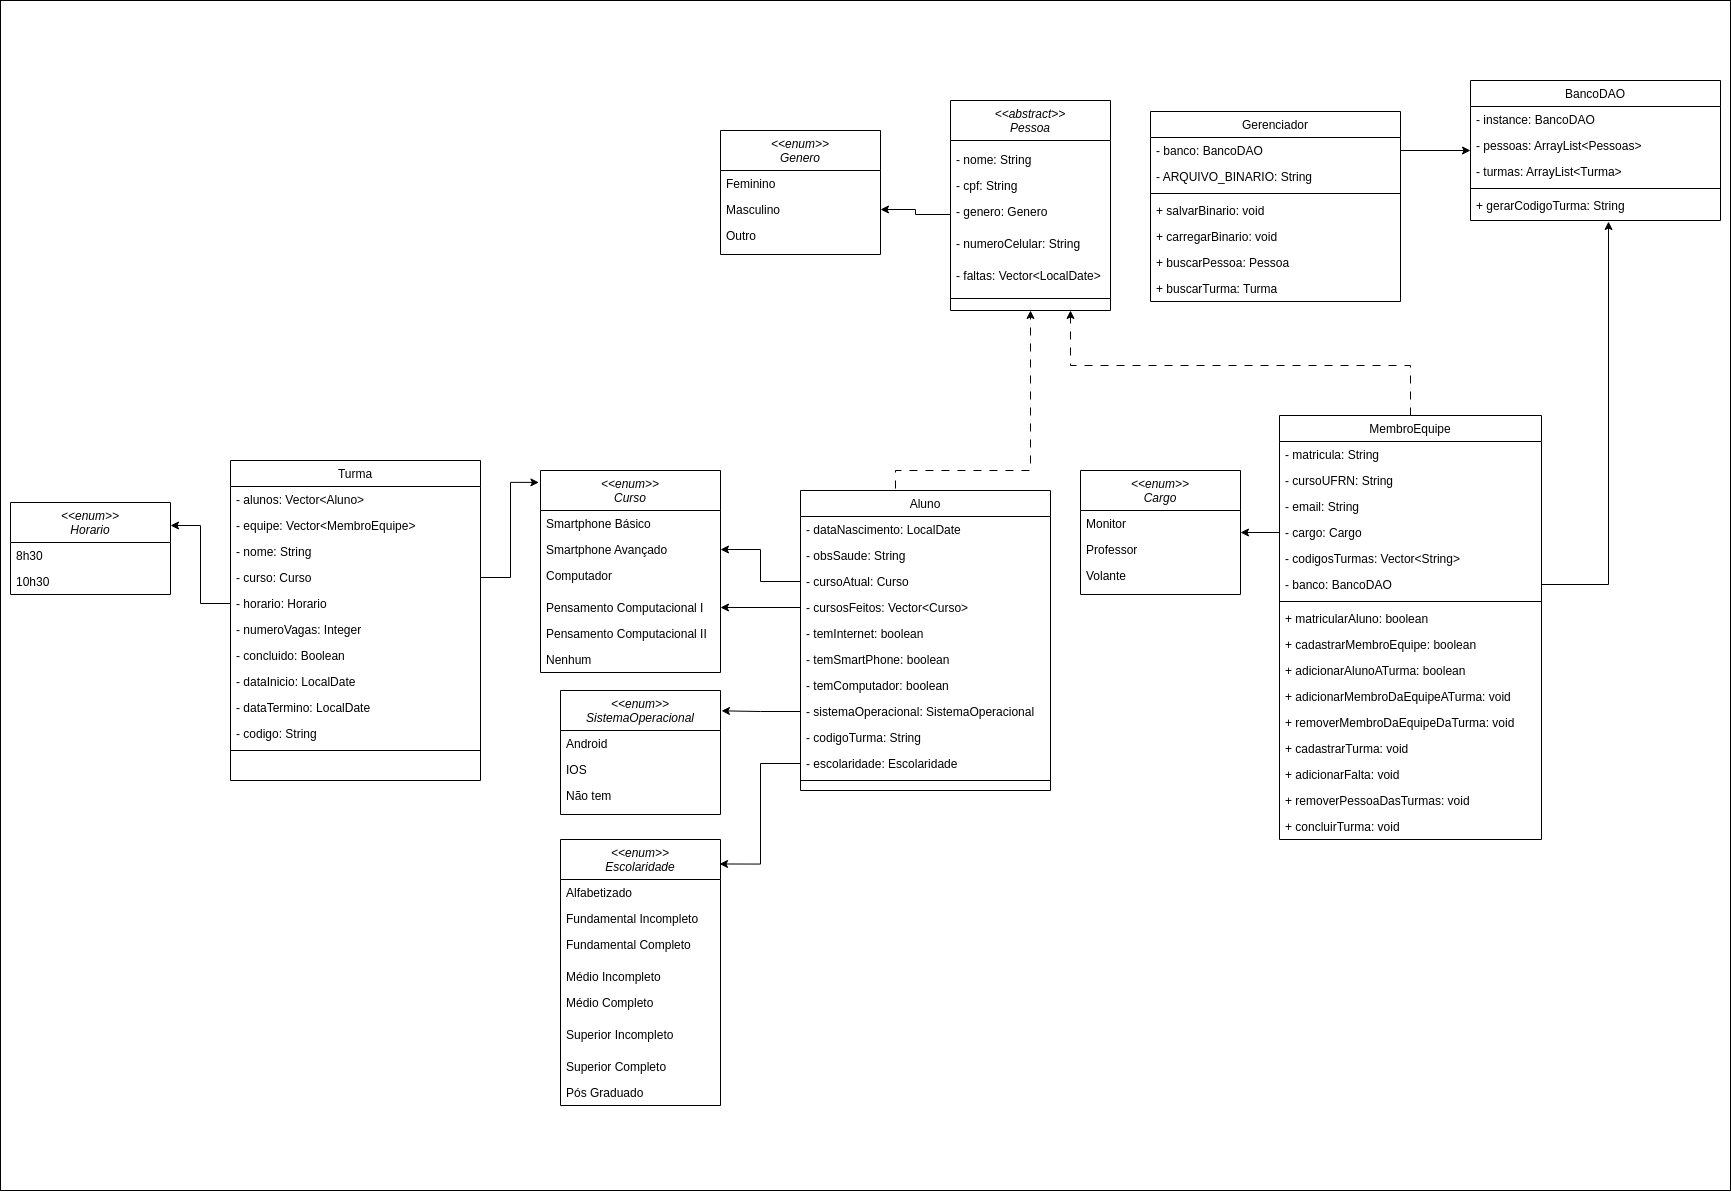 <<enum>>
Genero
Feminino
Masculino
Outro
<<abstract>>
Pessoa
- nome: String
- cpf: String
- genero: Genero
- numeroCelular: String
- faltas: Vector<LocalDate>
Gerenciador
- banco: BancoDAO
- ARQUIVO_BINARIO: String
+ salvarBinario: void
+ carregarBinario: void
+ buscarPessoa: Pessoa
+ buscarTurma: Turma
BancoDAO
- instance: BancoDAO
- pessoas: ArrayList<Pessoas>
- turmas: ArrayList<Turma>
+ gerarCodigoTurma: String
<<enum>>
Horario
8h30
10h30
Turma
- alunos: Vector<Aluno>
- equipe: Vector<MembroEquipe>
- nome: String
- curso: Curso
- horario: Horario
- numeroVagas: Integer
- concluido: Boolean
- dataInicio: LocalDate
- dataTermino: LocalDate
- codigo: String
<<enum>>
Curso
Smartphone Básico
Smartphone Avançado
Computador
Pensamento Computacional I
Pensamento Computacional II
Nenhum
<<enum>>
SistemaOperacional
Android
IOS
Não tem
<<enum>>
Escolaridade
Alfabetizado
Fundamental Incompleto
Fundamental Completo
Médio Incompleto
Médio Completo
Superior Incompleto
Superior Completo
Pós Graduado
Aluno
- dataNascimento: LocalDate
- obsSaude: String
- cursoAtual: Curso
- cursosFeitos: Vector<Curso>
- temInternet: boolean
- temSmartPhone: boolean
- temComputador: boolean
- sistemaOperacional: SistemaOperacional
- codigoTurma: String
- escolaridade: Escolaridade
<<enum>>
Cargo
Monitor
Professor
Volante
MembroEquipe
- matricula: String
- cursoUFRN: String
- email: String
- cargo: Cargo
- codigosTurmas: Vector<String>
- banco: BancoDAO
+ matricularAluno: boolean
+ cadastrarMembroEquipe: boolean
+ adicionarAlunoATurma: boolean
+ adicionarMembroDaEquipeATurma: void
+ removerMembroDaEquipeDaTurma: void
+ cadastrarTurma: void
+ adicionarFalta: void
+ removerPessoaDasTurmas: void
+ concluirTurma: void